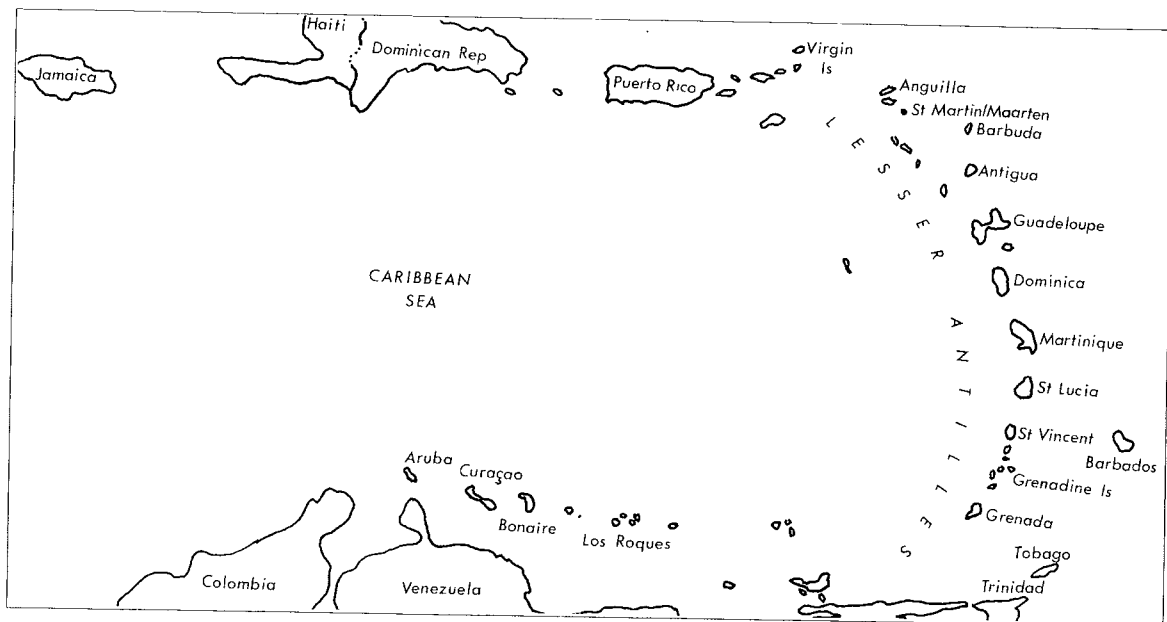 Haiti
Dominican Rep
Jamaica
Puerto Rico
Virgin
Is
Anguilla
St Martin/Maarten
Barbuda
Antigua
Guadeloupe
Dominica
Martinique
St Lucia
St Vincent
Barbados
Grenadine Is
Grenada
Tobago
Trinidad
LESSER ANTILLES
CARIBBEAN
SEA
Aruba
Curaçao
Bonaire
Los Roques
Colombia
Venezuela